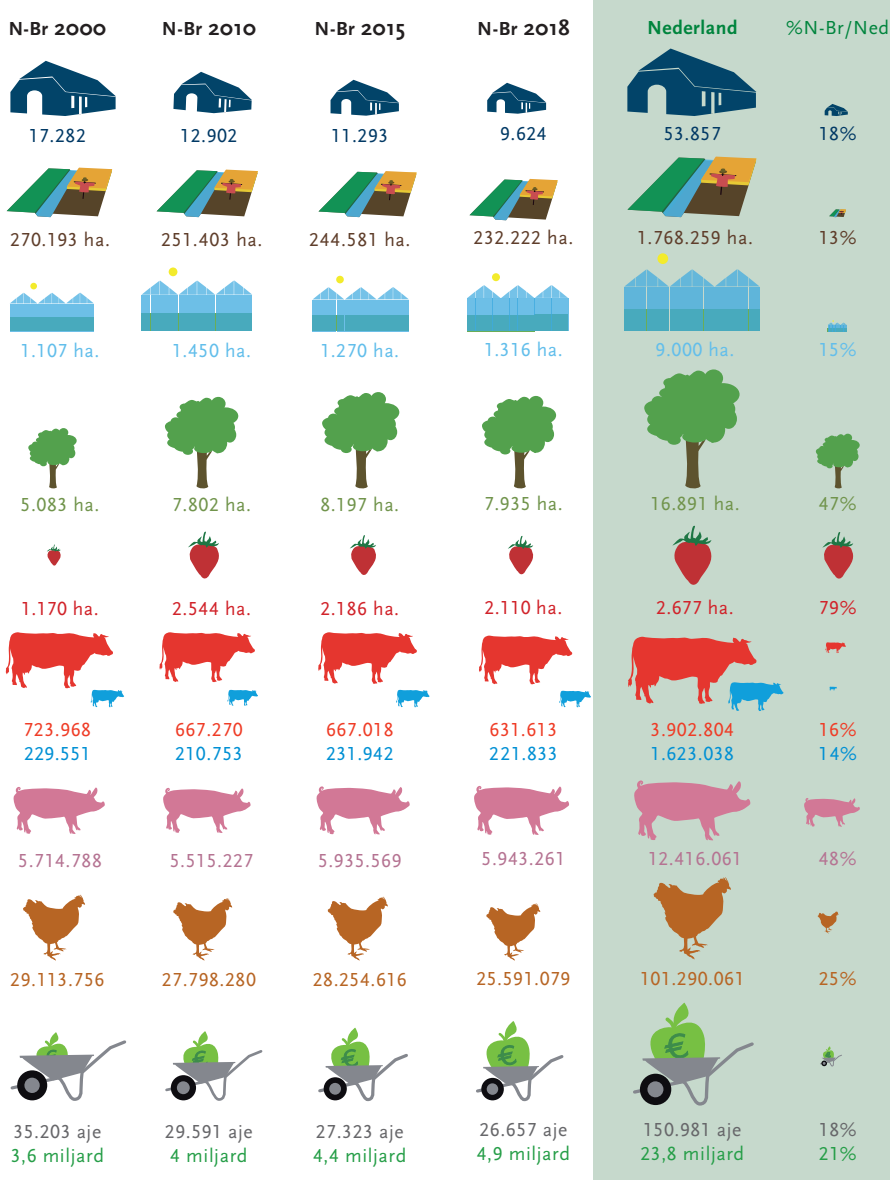 N-Br 2000 N-Br 2010 N-Br 2015 N-Br 2018 Nederland %N-Br/Ned
17.282 12.902 11.293 9.624 53.857 18%
270.193 ha. 251.403 ha. 244.581 ha. 232.222 ha. 1.768.259 ha. 13%
1.107 ha. 1.450 ha. 1.270 ha. 1.316 ha. 9.000 ha. 15%
5.083 ha. 7.802 ha. 8.197 ha. 7.935 ha. 16.891 ha. 47%
1.170 ha. 2.544 ha. 2.186 ha. 2.110 ha. 2.677 ha. 79%
723.968 667.270 667.018 631.613 3.902.804 16%
229.551 210.753 231.942 221.833 1.623.038 14%
5.714.788 5.515.227 5.935.569 5.943.261 12.416.061 48%
29.113.756 27.798.280 28.254.616 25.591.079 101.290.061 25%
€ € € € €
35.203 aje 29.591 aje 27.323 aje 26.657 aje 150.981 aje 18%
3,6 miljard 4 miljard 4,4 miljard 4,9 miljard 23,8 miljard 21%